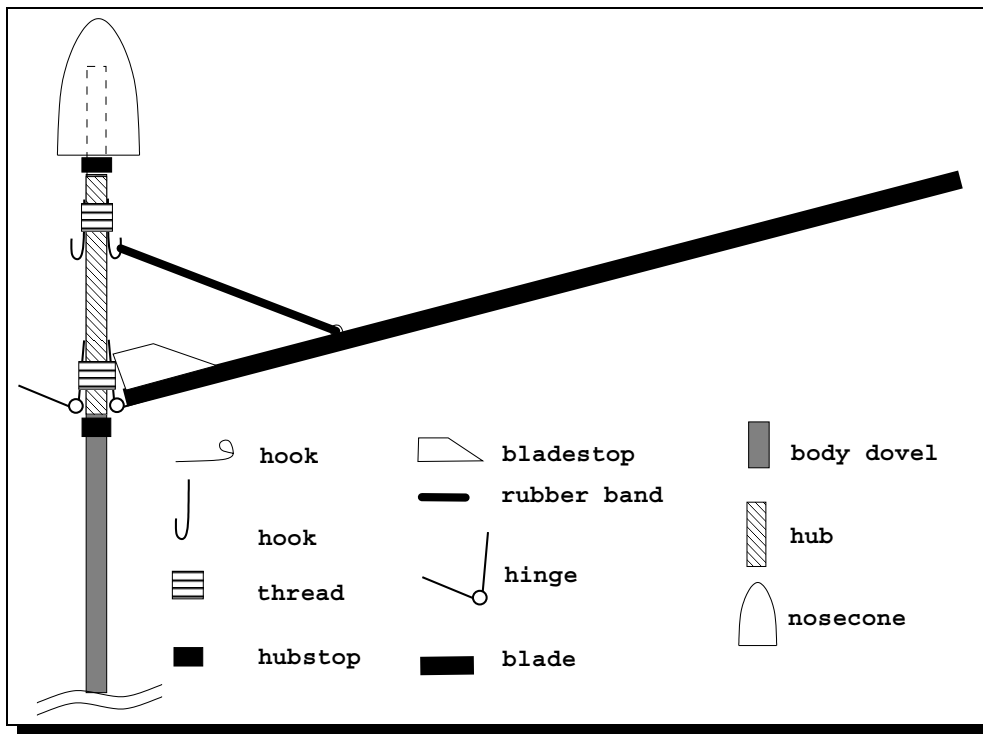 hook
hook
thread
hubstop
bladestop
rubber band
hinge
blade
body dovel
hub
nosecone